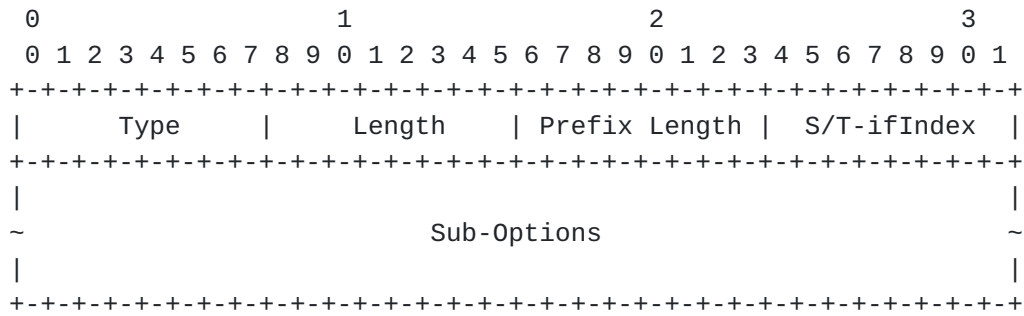 0                   1                   2                   3
 0 1 2 3 4 5 6 7 8 9 0 1 2 3 4 5 6 7 8 9 0 1 2 3 4 5 6 7 8 9 0 1
+-+-+-+-+-+-+-+-+-+-+-+-+-+-+-+-+-+-+-+-+-+-+-+-+-+-+-+-+-+-+-+-+
|      Type     |     Length    | Prefix Length |  S/T-ifIndex  |
+-+-+-+-+-+-+-+-+-+-+-+-+-+-+-+-+-+-+-+-+-+-+-+-+-+-+-+-+-+-+-+-+
|                                                               |
~                          Sub-Options                          ~
|                                                               |
+-+-+-+-+-+-+-+-+-+-+-+-+-+-+-+-+-+-+-+-+-+-+-+-+-+-+-+-+-+-+-+-+